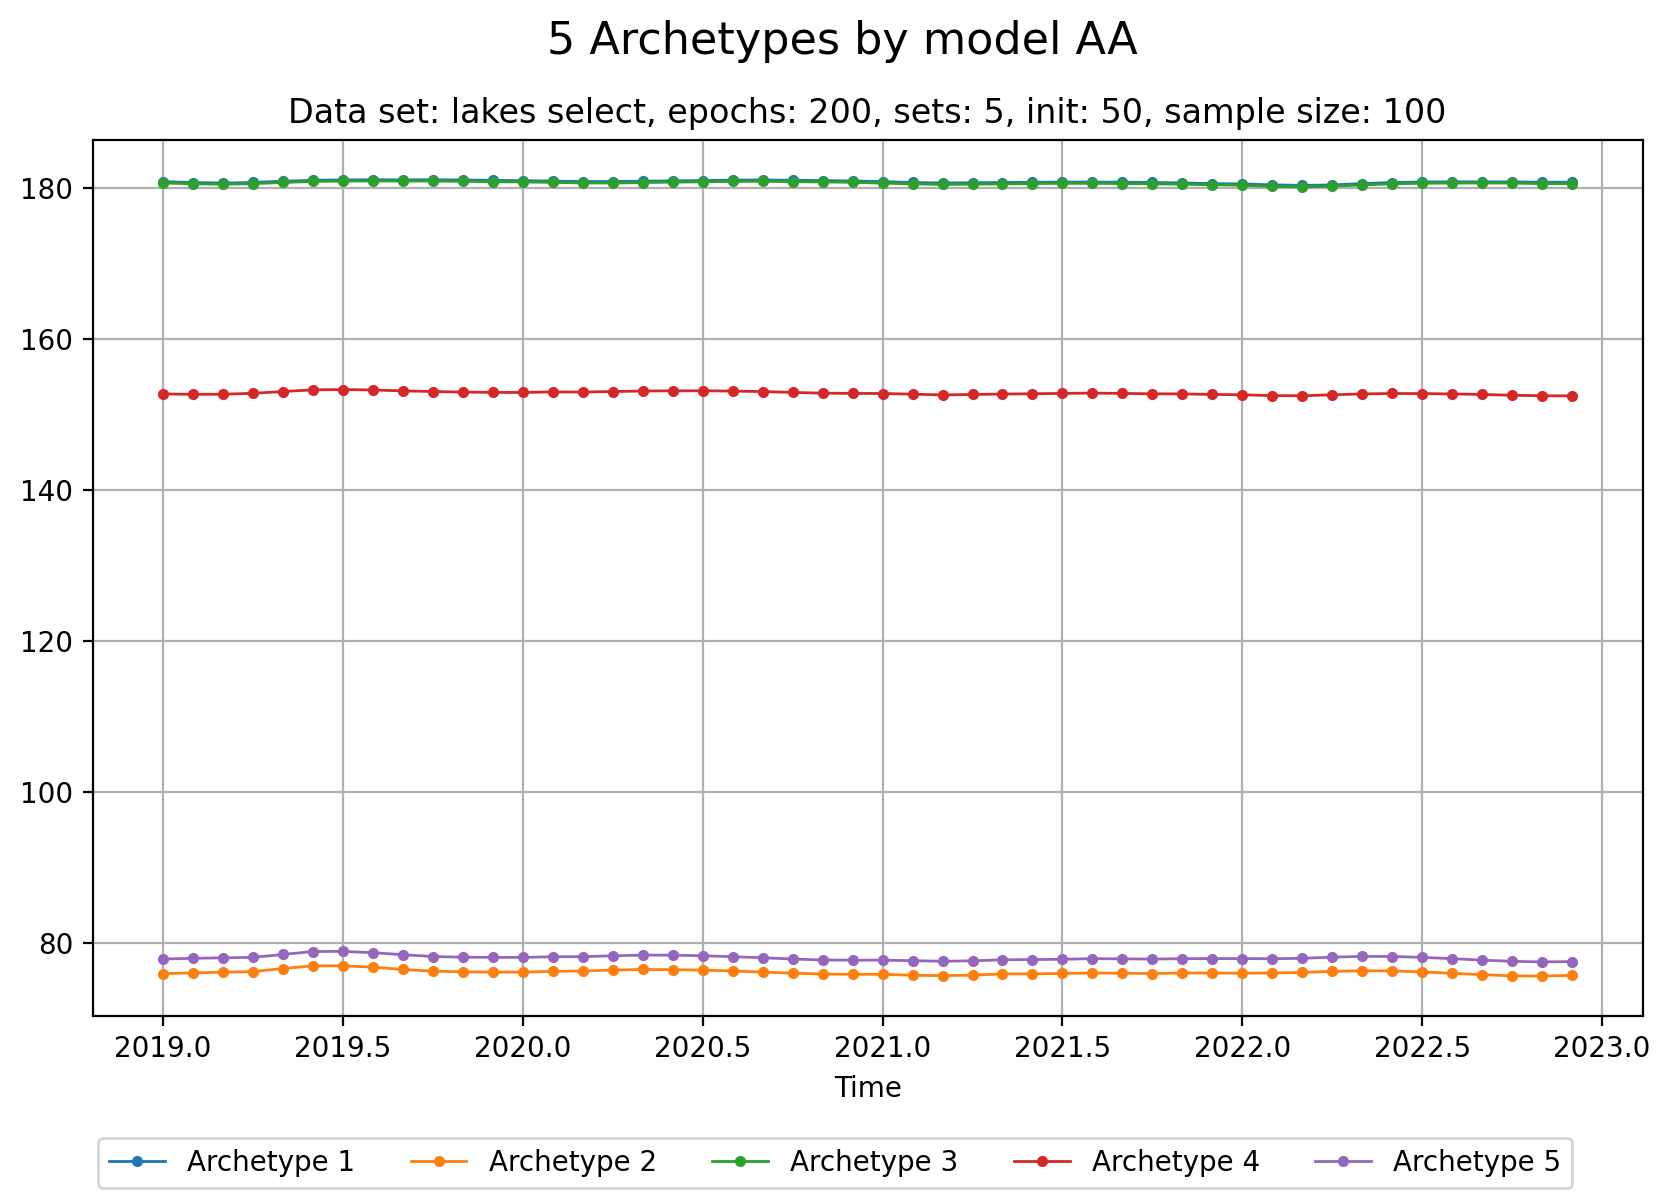 5 Archetypes by model AA
Data set: lakes select, epochs: 200, sets: 5, init: 50, sample size: 100
180
160
140
120
100
80
2019.0 2019.5 2020.0 2020.5 2021.0 2021.5 2022.0 2022.5 2023.0
Time
Archetype 1 Archetype 2 Archetype 3 Archetype 4 Archetype 5